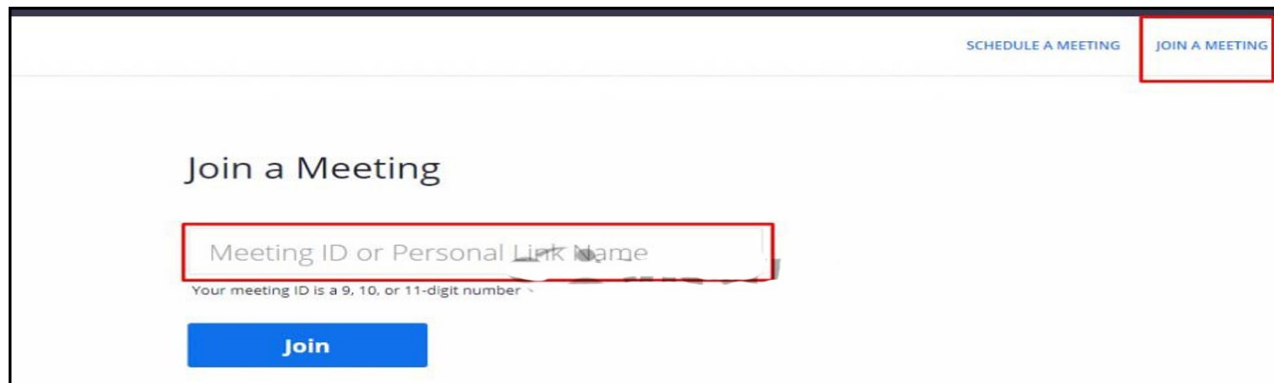 SCHEDULE A MEETING JOIN A MEETING
Join a Meeting
Meeting ID or Personal Link Name
Your meeting ID is a 9, 10, or 11-digit number
Join